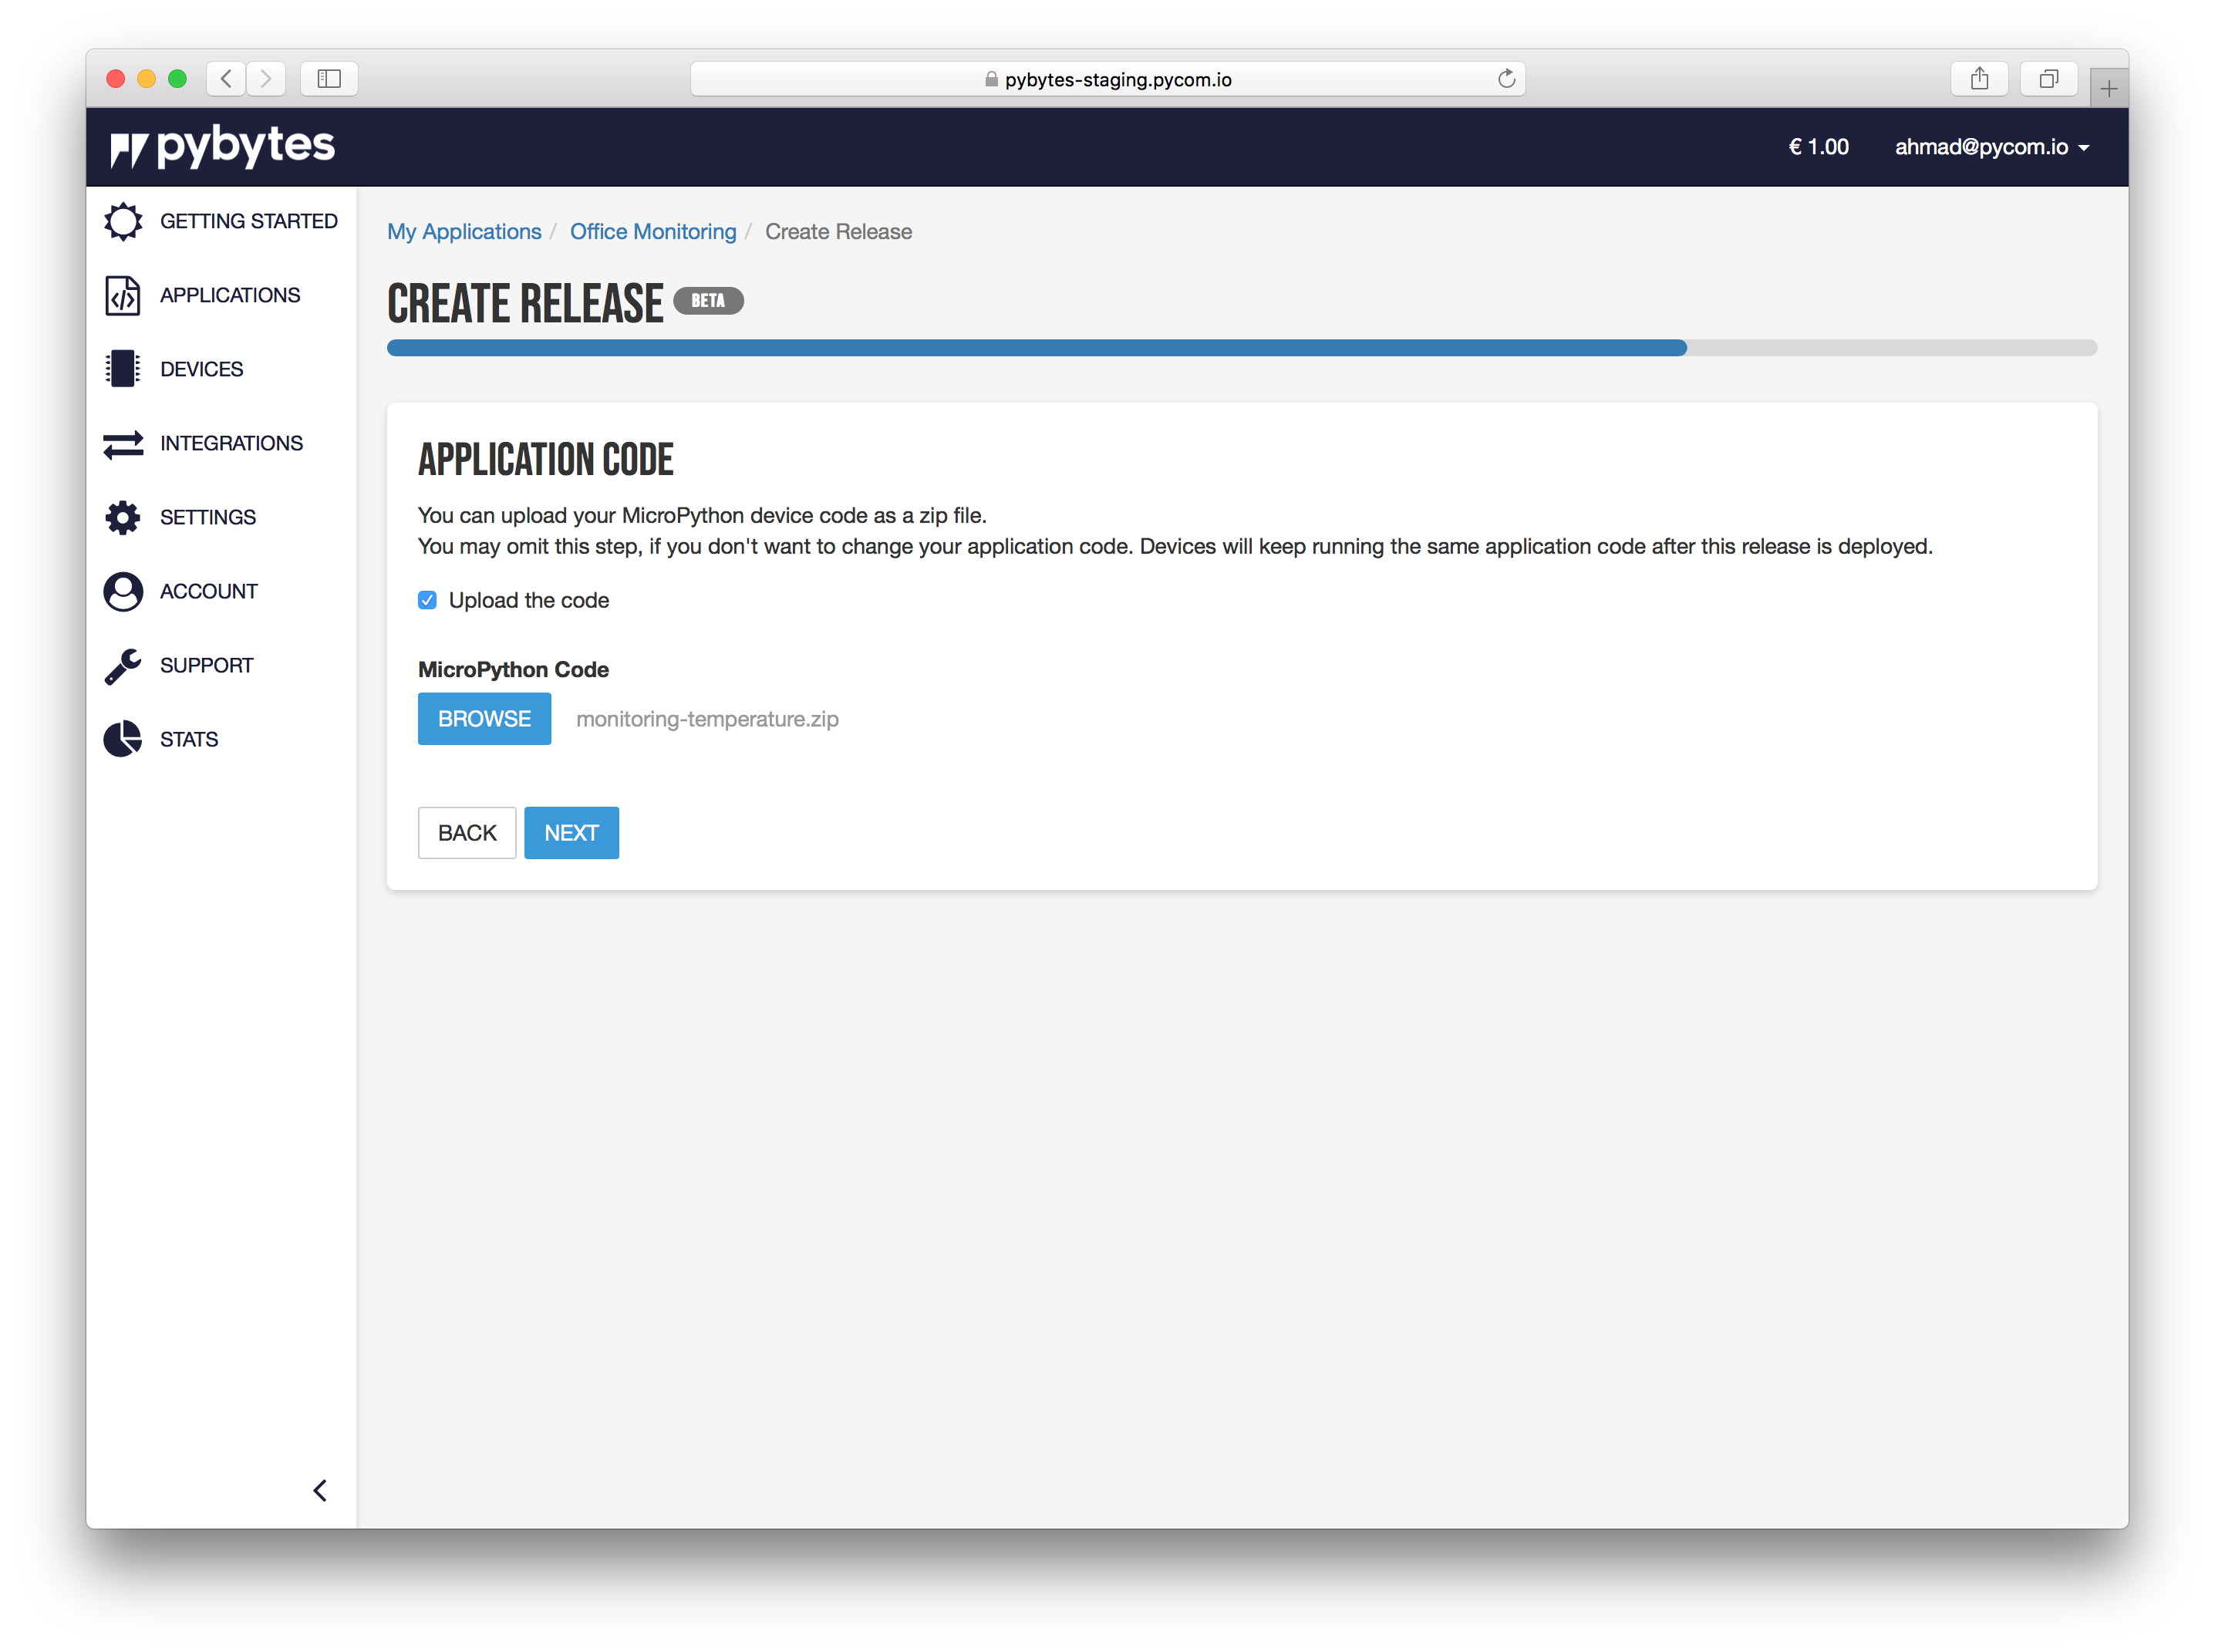 pybytes-staging.pycom.io
pybytes
€ 1.00 ahmad@pycom.io
GETTING STARTED
APPLICATIONS
DEVICES
INTEGRATIONS
SETTINGS
ACCOUNT
SUPPORT
STATS
My Applications / Office Monitoring / Create Release
CREATE RELEASE BETA
APPLICATION CODE
You can upload your MicroPython device code as a zip file.
You may omit this step, if you don't want to change your application code. Devices will keep running the same application code after this release is deployed.
Upload the code
MicroPython Code
BROWSE monitoring-temperature.zip
BACK NEXT